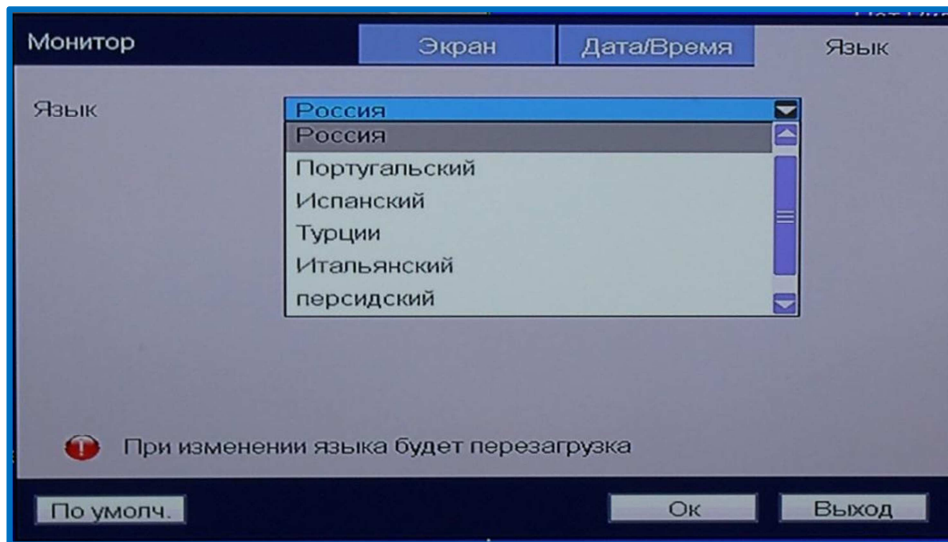 Монитор
Экран
Дата/Время
Язык
Язык
Россия
Россия
Португальский
Испанский
Турции
Итальянский
персидский
При изменении языка будет перезагрузка
По умолч.
Ок
Выход